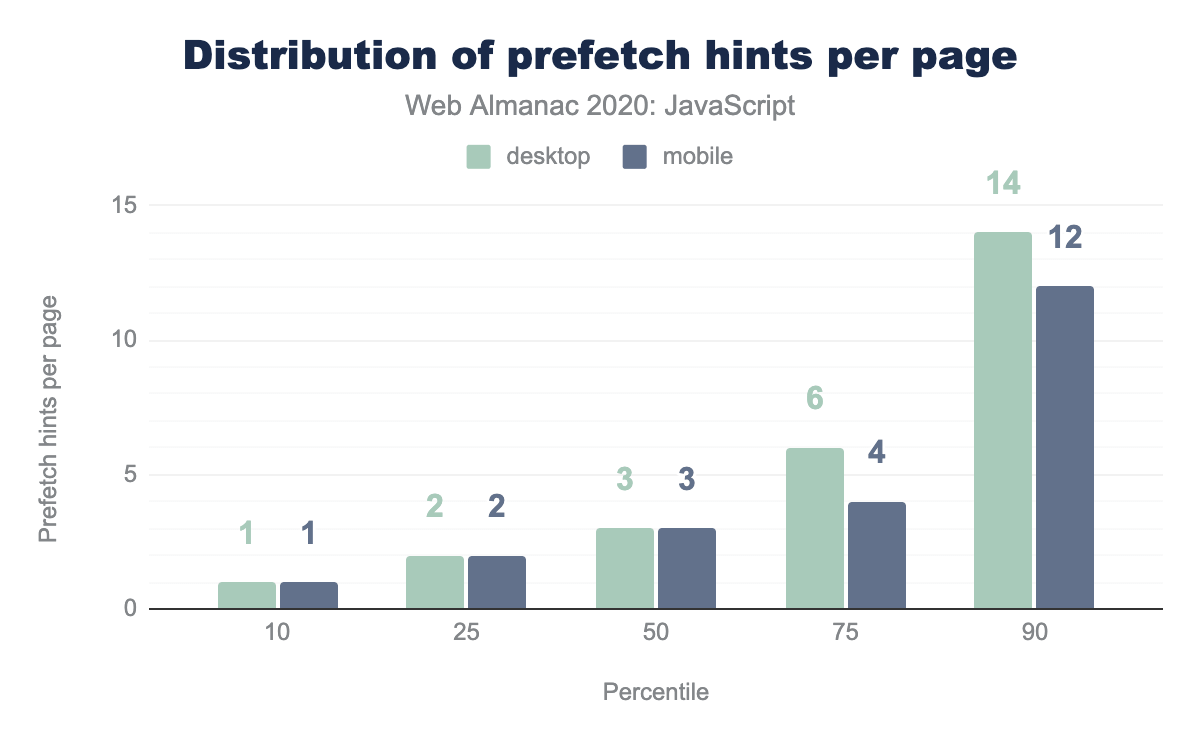 Distribution of prefetch hints per page
Web Almanac 2020: JavaScript
desktop mobile
14
15
12
10
6
4
5
3 3
2 2
1 1
0
10 25 50 75 90
Prefetch hints per page
Percentile